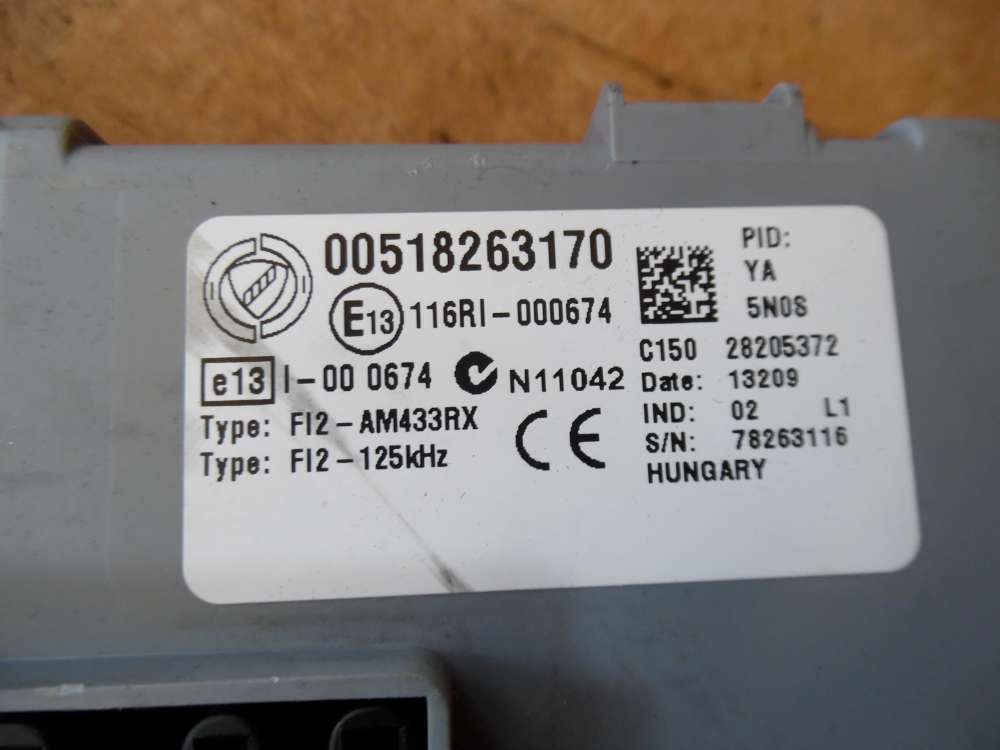 00518263170
E13 116RI-000674
e13 I-00 0674 N11042
Type: FI2-AM433RX
Type: FI2-125kHz
CE
PID:
YA
5N0S
C150 28205372
Date: 13209
IND: 02 L1
S/N: 78263116
HUNGARY